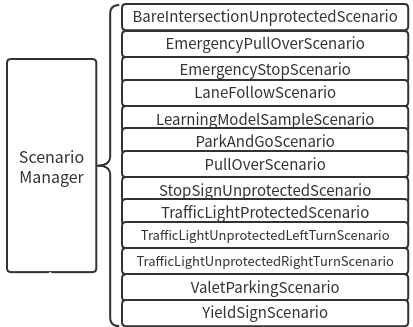 Scenario
Manager
BareIntersectionUnprotectedScenario
EmergencyPullOverScenario
EmergencyStopScenario
LaneFollowScenario
LearningModelSampleScenario
ParkAndGoScenario
PullOverScenario
StopSignUnprotectedScenario
TrafficLightProtectedScenario
TrafficLightUnprotectedLeftTurnScenario
TrafficLightUnprotectedRightTurnScenario
ValetParkingScenario
YieldSignScenario